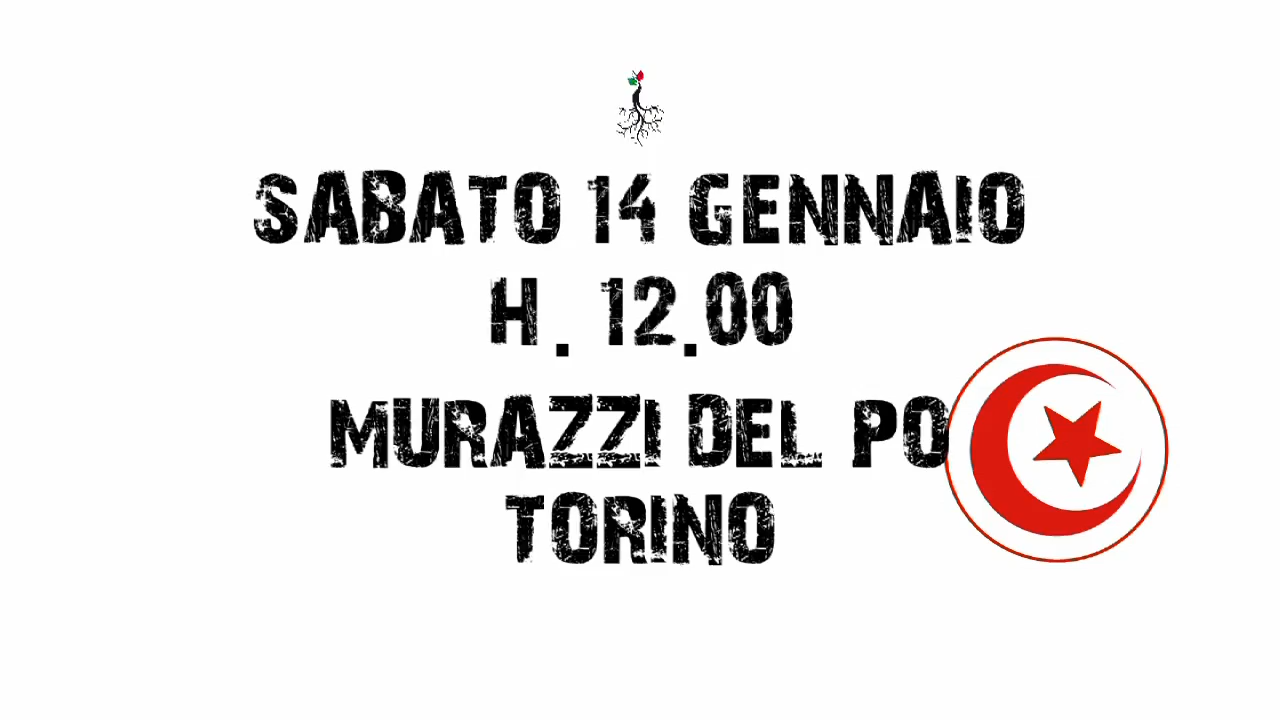 SABATO 14 GENNAIO
H. 12.00
MURAZZI DEL PO
TORINO